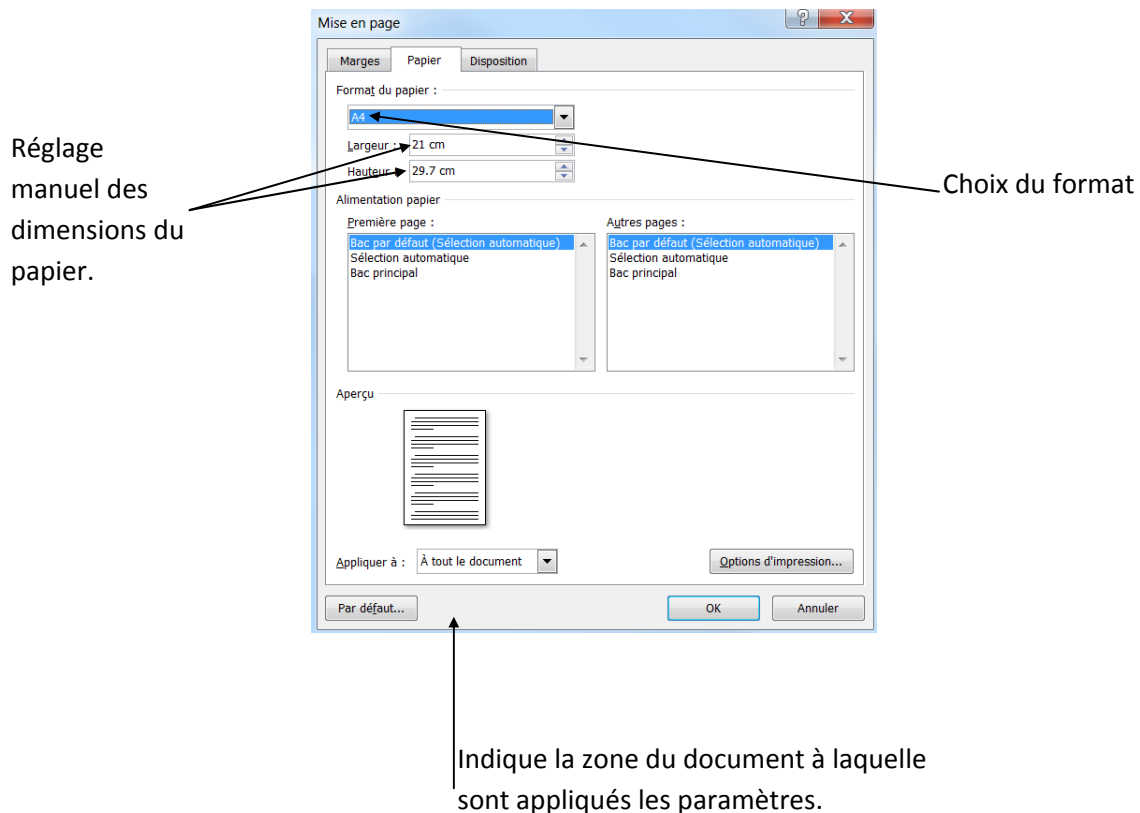 Mise en page
?
X
Marges Papier Disposition
Format du papier :
A4
Largeur : 21 cm
Hauteur 29.7 cm
Réglage
manuel des
dimensions du
papier.
Choix du format
Alimentation papier
Première page :
Bac par défaut (Sélection automatique)
Sélection automatique
Bac principal
Autres pages :
Bac par défaut (Sélection automatique)
Sélection automatique
Bac principal
Aperçu
Appliquer à : À tout le document
Options d'impression...
Par défaut... OK Annuler
Indique la zone du document à laquelle
sont appliqués les paramètres.